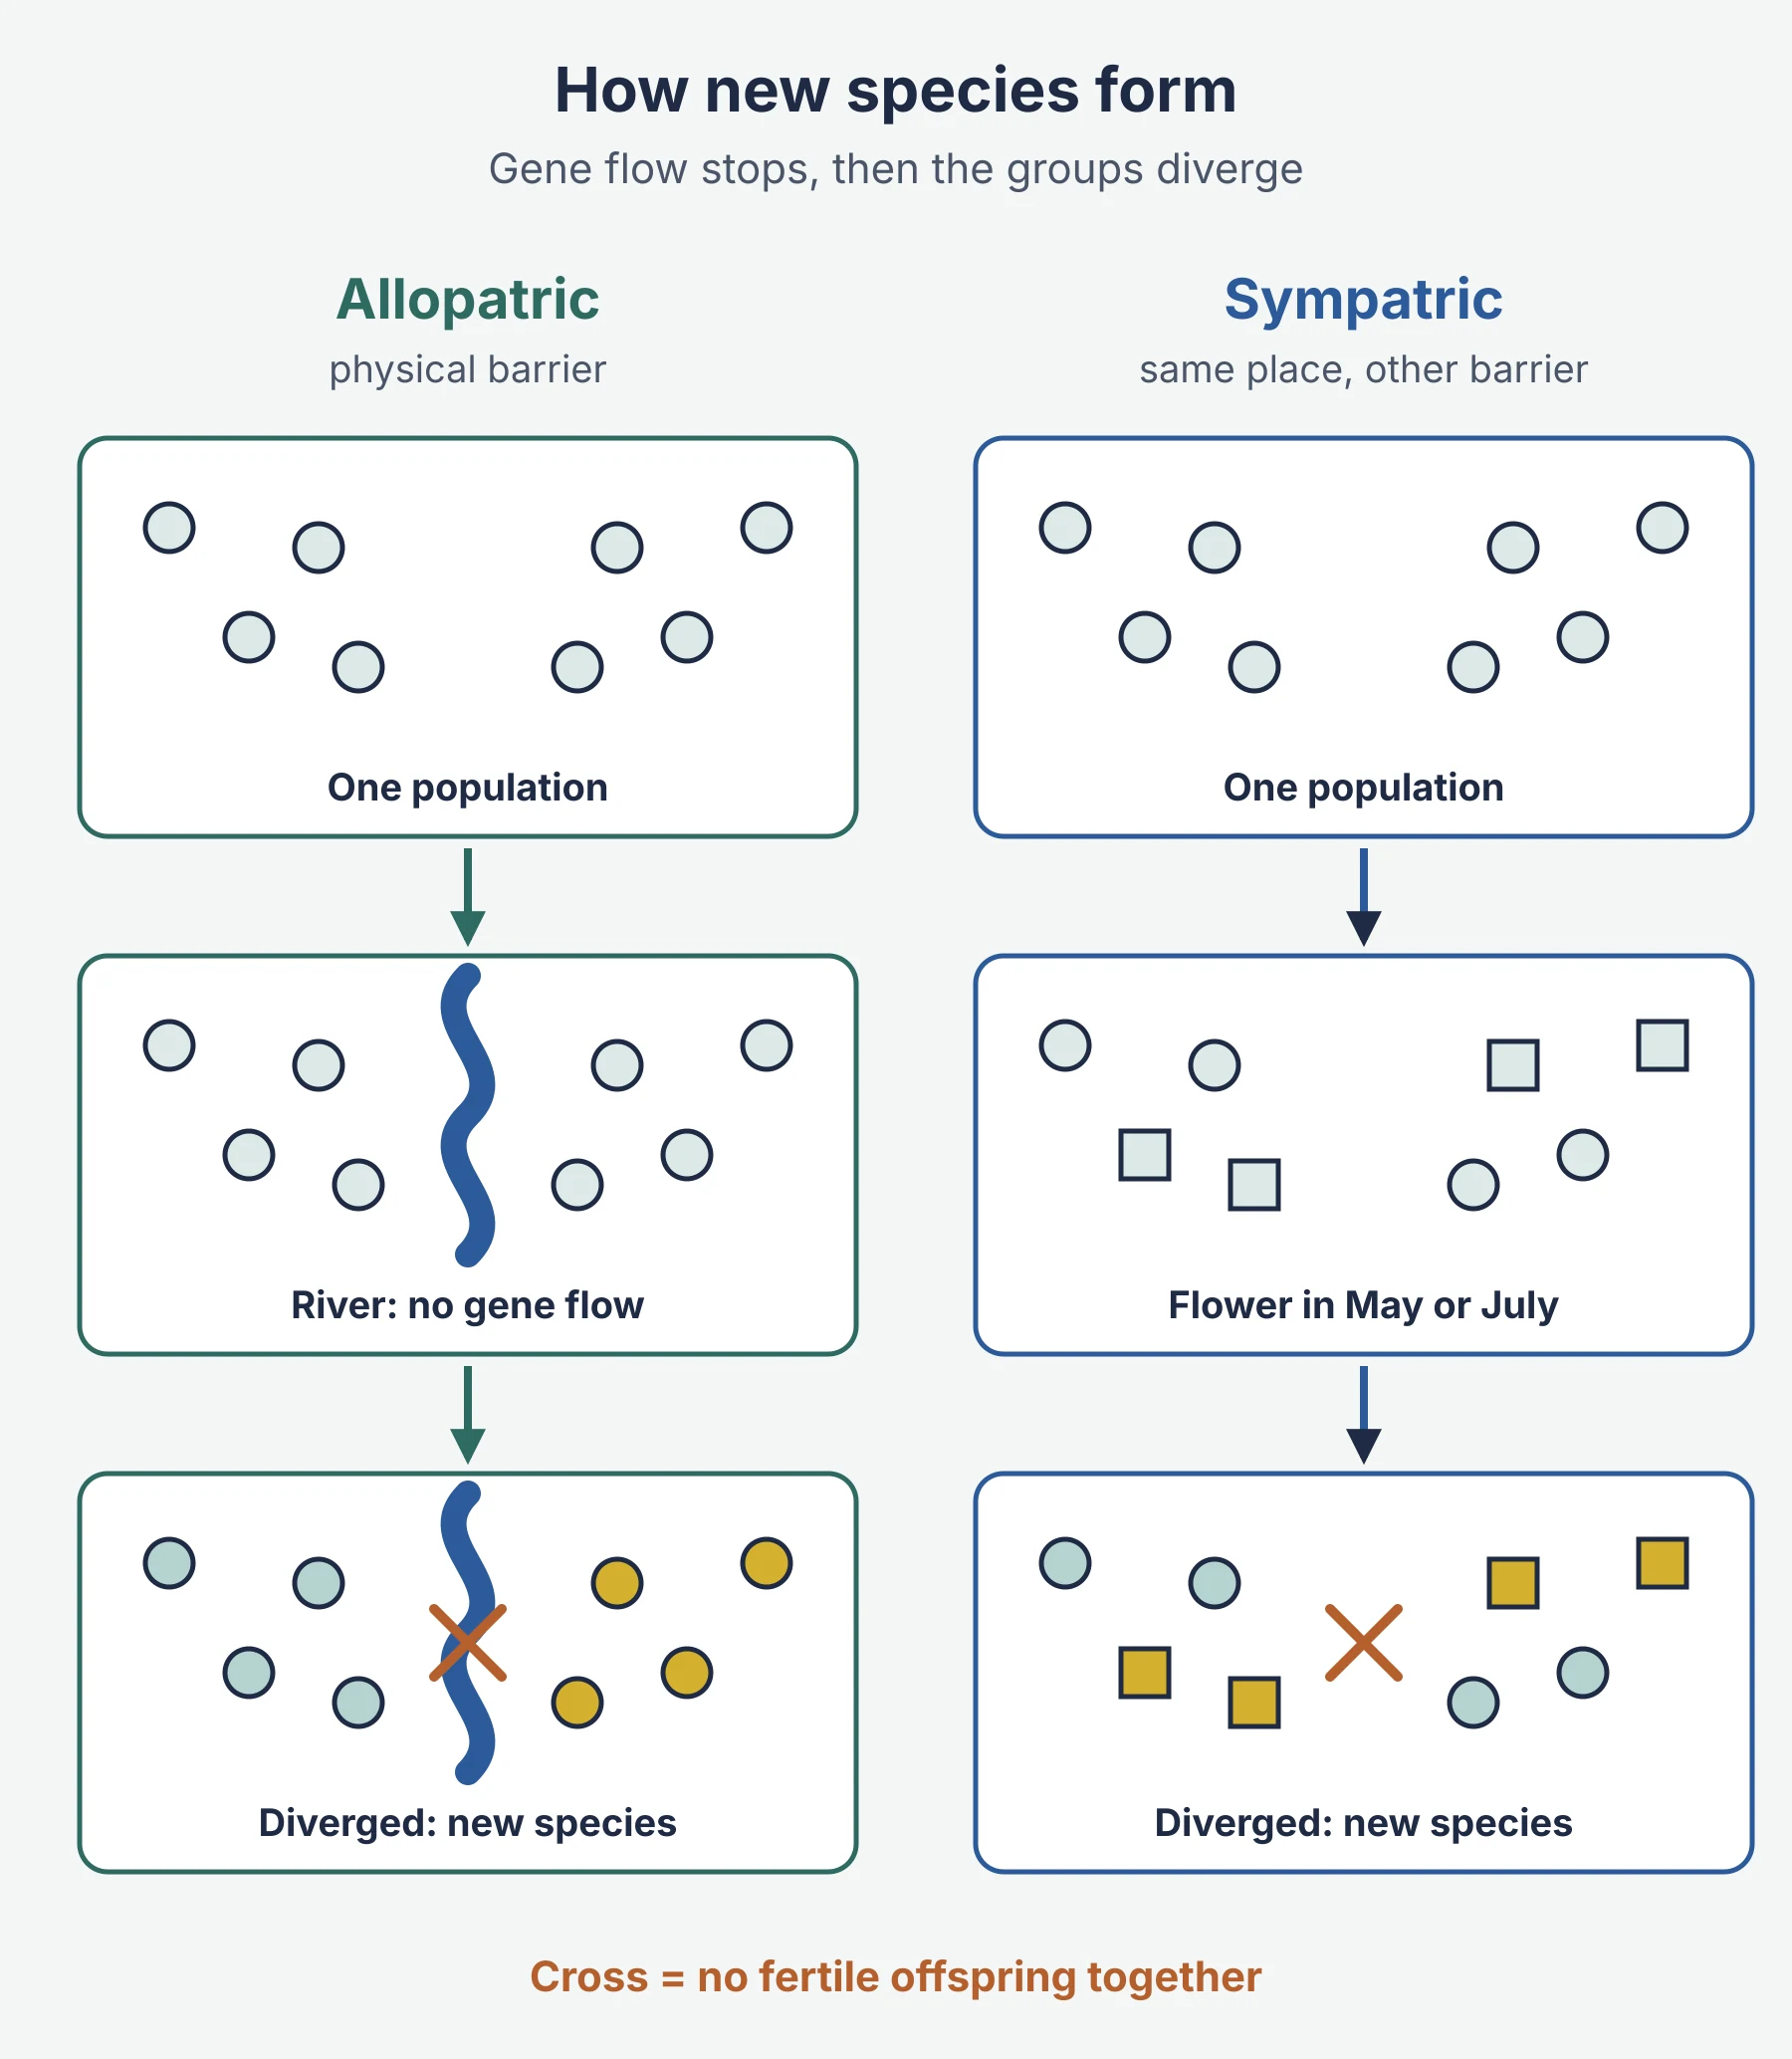 How new species form
Gene flow stops, then the groups diverge
Allopatric
physical barrier
Sympatric
same place, other barrier
One population
One population
River: no gene flow
Flower in May or July
Diverged: new species
Diverged: new species
Cross = no fertile offspring together